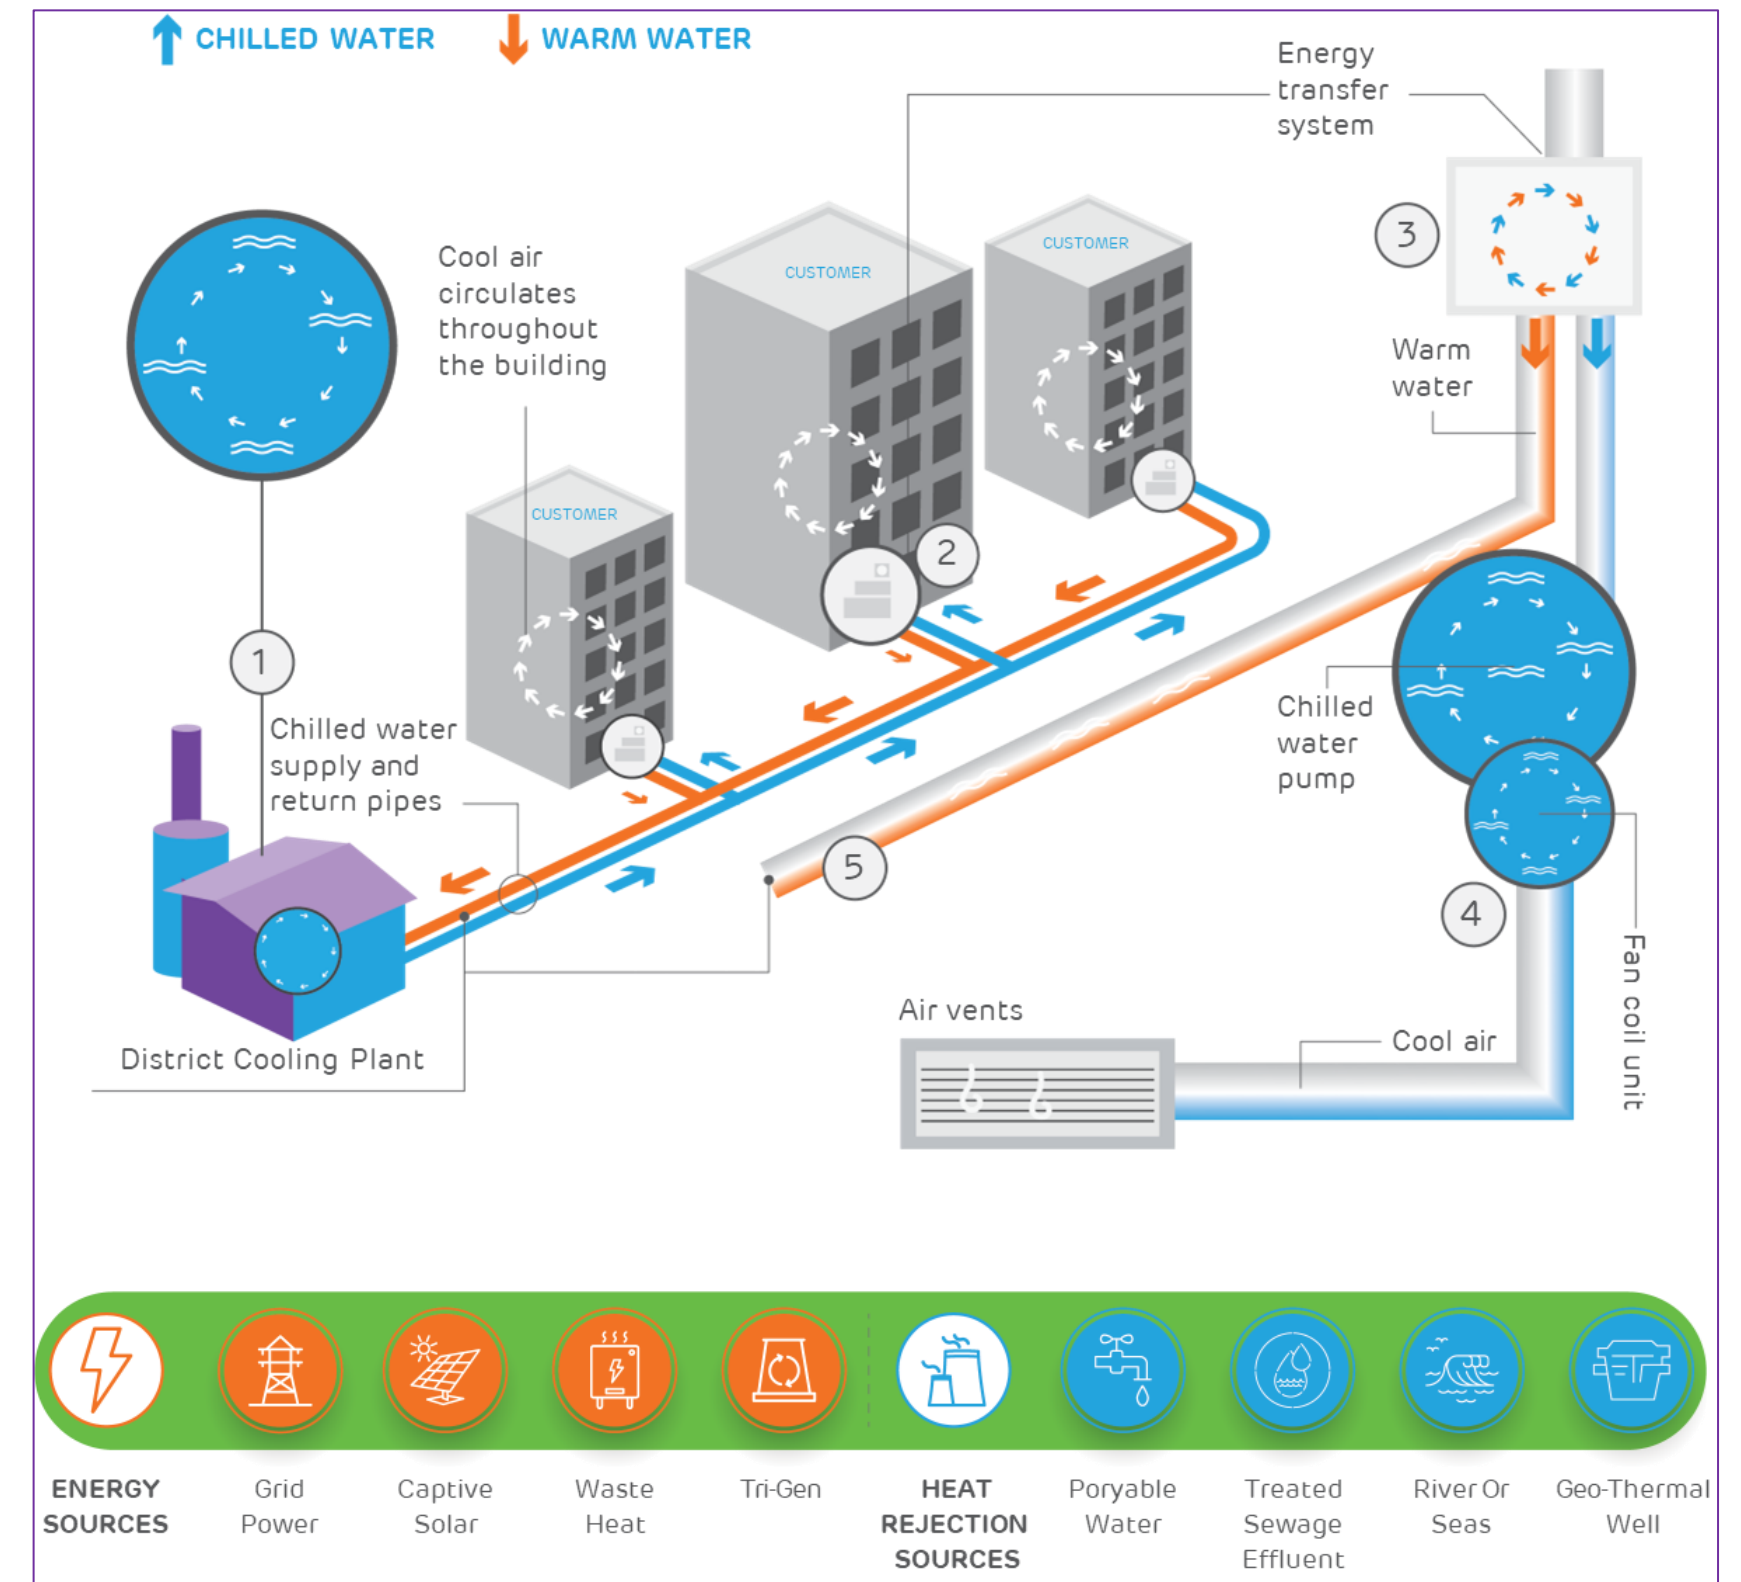 CHILLED WATER
WARM WATER
Energy
transfer
system
3
CUSTOMER
CUSTOMER
Cool air
circulates
throughout
the building
Warm
water
CUSTOMER
2
1
Chilled water
supply and
return pipes
Chilled
water
pump
5
4
Fan coil unit
Air vents
Cool air
District Cooling Plant
ENERGY
SOURCES
Grid
Power
Captive
Solar
Waste
Heat
Tri-Gen
HEAT
REJECTION
SOURCES
Poryable
Water
Treated
Sewage
Effluent
River Or
Seas
Geo-Thermal
Well